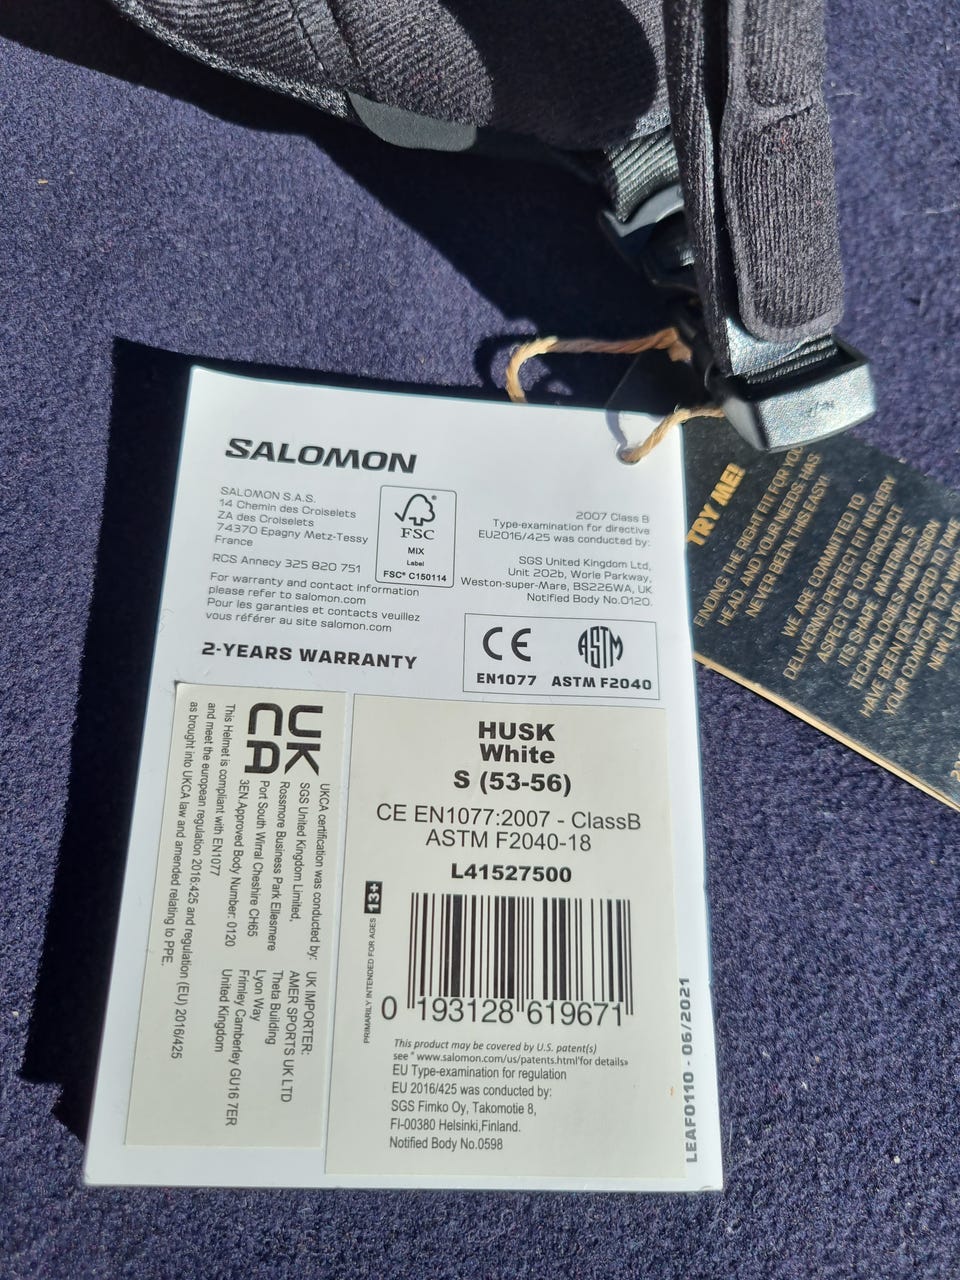 SALOMON
SALOMON S.A.S.
14 Chemin des Croiselets
ZA des Croiselets
74370 Epagny Metz-Tessy
France
RCS Annecy 325 820 751
For warranty and contact information
please refer to salomon.com
Pour les garanties et contacts veuillez
vous référer au site salomon.com
2-YEARS WARRANTY
FSC
MIX
Label
FSC® C150114
2007 Class B
Type-examination for directive
EU2016/425 was conducted by:
SGS United Kingdom Ltd,
Unit 202b, Worle Parkway,
Weston-super-Mare, BS226WA, UK
Notified Body No.0120.
CE ASTM
EN1077 ASTM F2040
UK
CA
UKCA certification was conducted by:
SGS United Kingdom Limited,
Rossmore Business Park Ellesmere
Port South Wirral Cheshire CH65
3EN Approved Body Number: 0120
This Helmet is compliant with EN1077
and meet the european regulation 2016:425 and regulation (EU) 2016/425
as brought into UKCA law and amended relating to PPE.
UK IMPORTER:
AMER SPORTS UK LTD
Theta Building
Lyon Way
Frimley Camberley GU16 7ER
United Kingdom
HUSK
White
S (53-56)
CE EN1077:2007 - ClassB
ASTM F2040-18
L41527500
PRIMARILY INTENDED FOR AGES 13+
0 193128 619671
This product may be covered by U.S. patent(s)
see " www.salomon.com/us/patents.html'for details»
EU Type-examination for regulation
EU 2016/425 was conducted by:
SGS Fimko Oy, Takomotie 8,
FI-00380 Helsinki,Finland.
Notified Body No.0598
LEAF0110 - 06/2021
TRY ME!
FINDING THE RIGHT FIT FOR YOU
HEAD AND YOUR NEEDS HAS
NEVER BEEN THIS EASY!
WE ARE COMMITTED TO
DELIVERING PERFECT FIT IN EVERY
ASPECT OF OUR PRODUCT
ITS SHAPE, MATERIALS
TECHNOLOGIES AND DESIGN
HAVE BEEN DEVELOPED TO TAKE
YOUR COMFORT TO A WHOLE
NEW